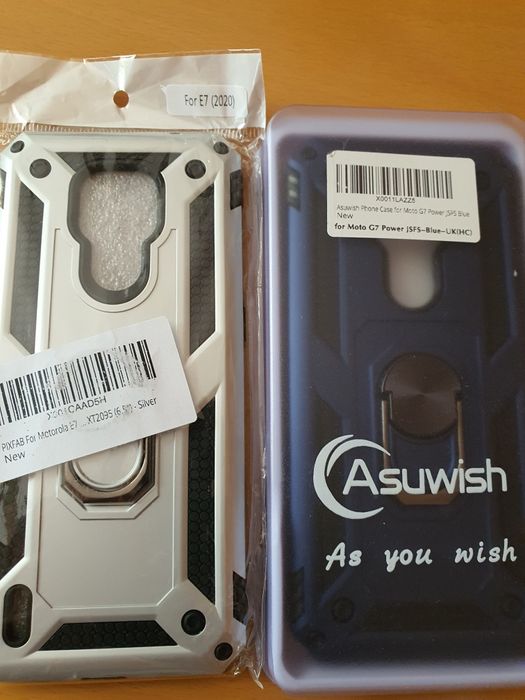 For E7 (2020)
PIXFAB For Motorola E7 ... XT2095 (6.5") - Silver
New
X0011LAZZ5
Asuwish Phone Case for Moto G7 Power JSFS Blue
New
for Moto G7 Power JSFS-Blue-UK(HC)
Asuwish
As you wish